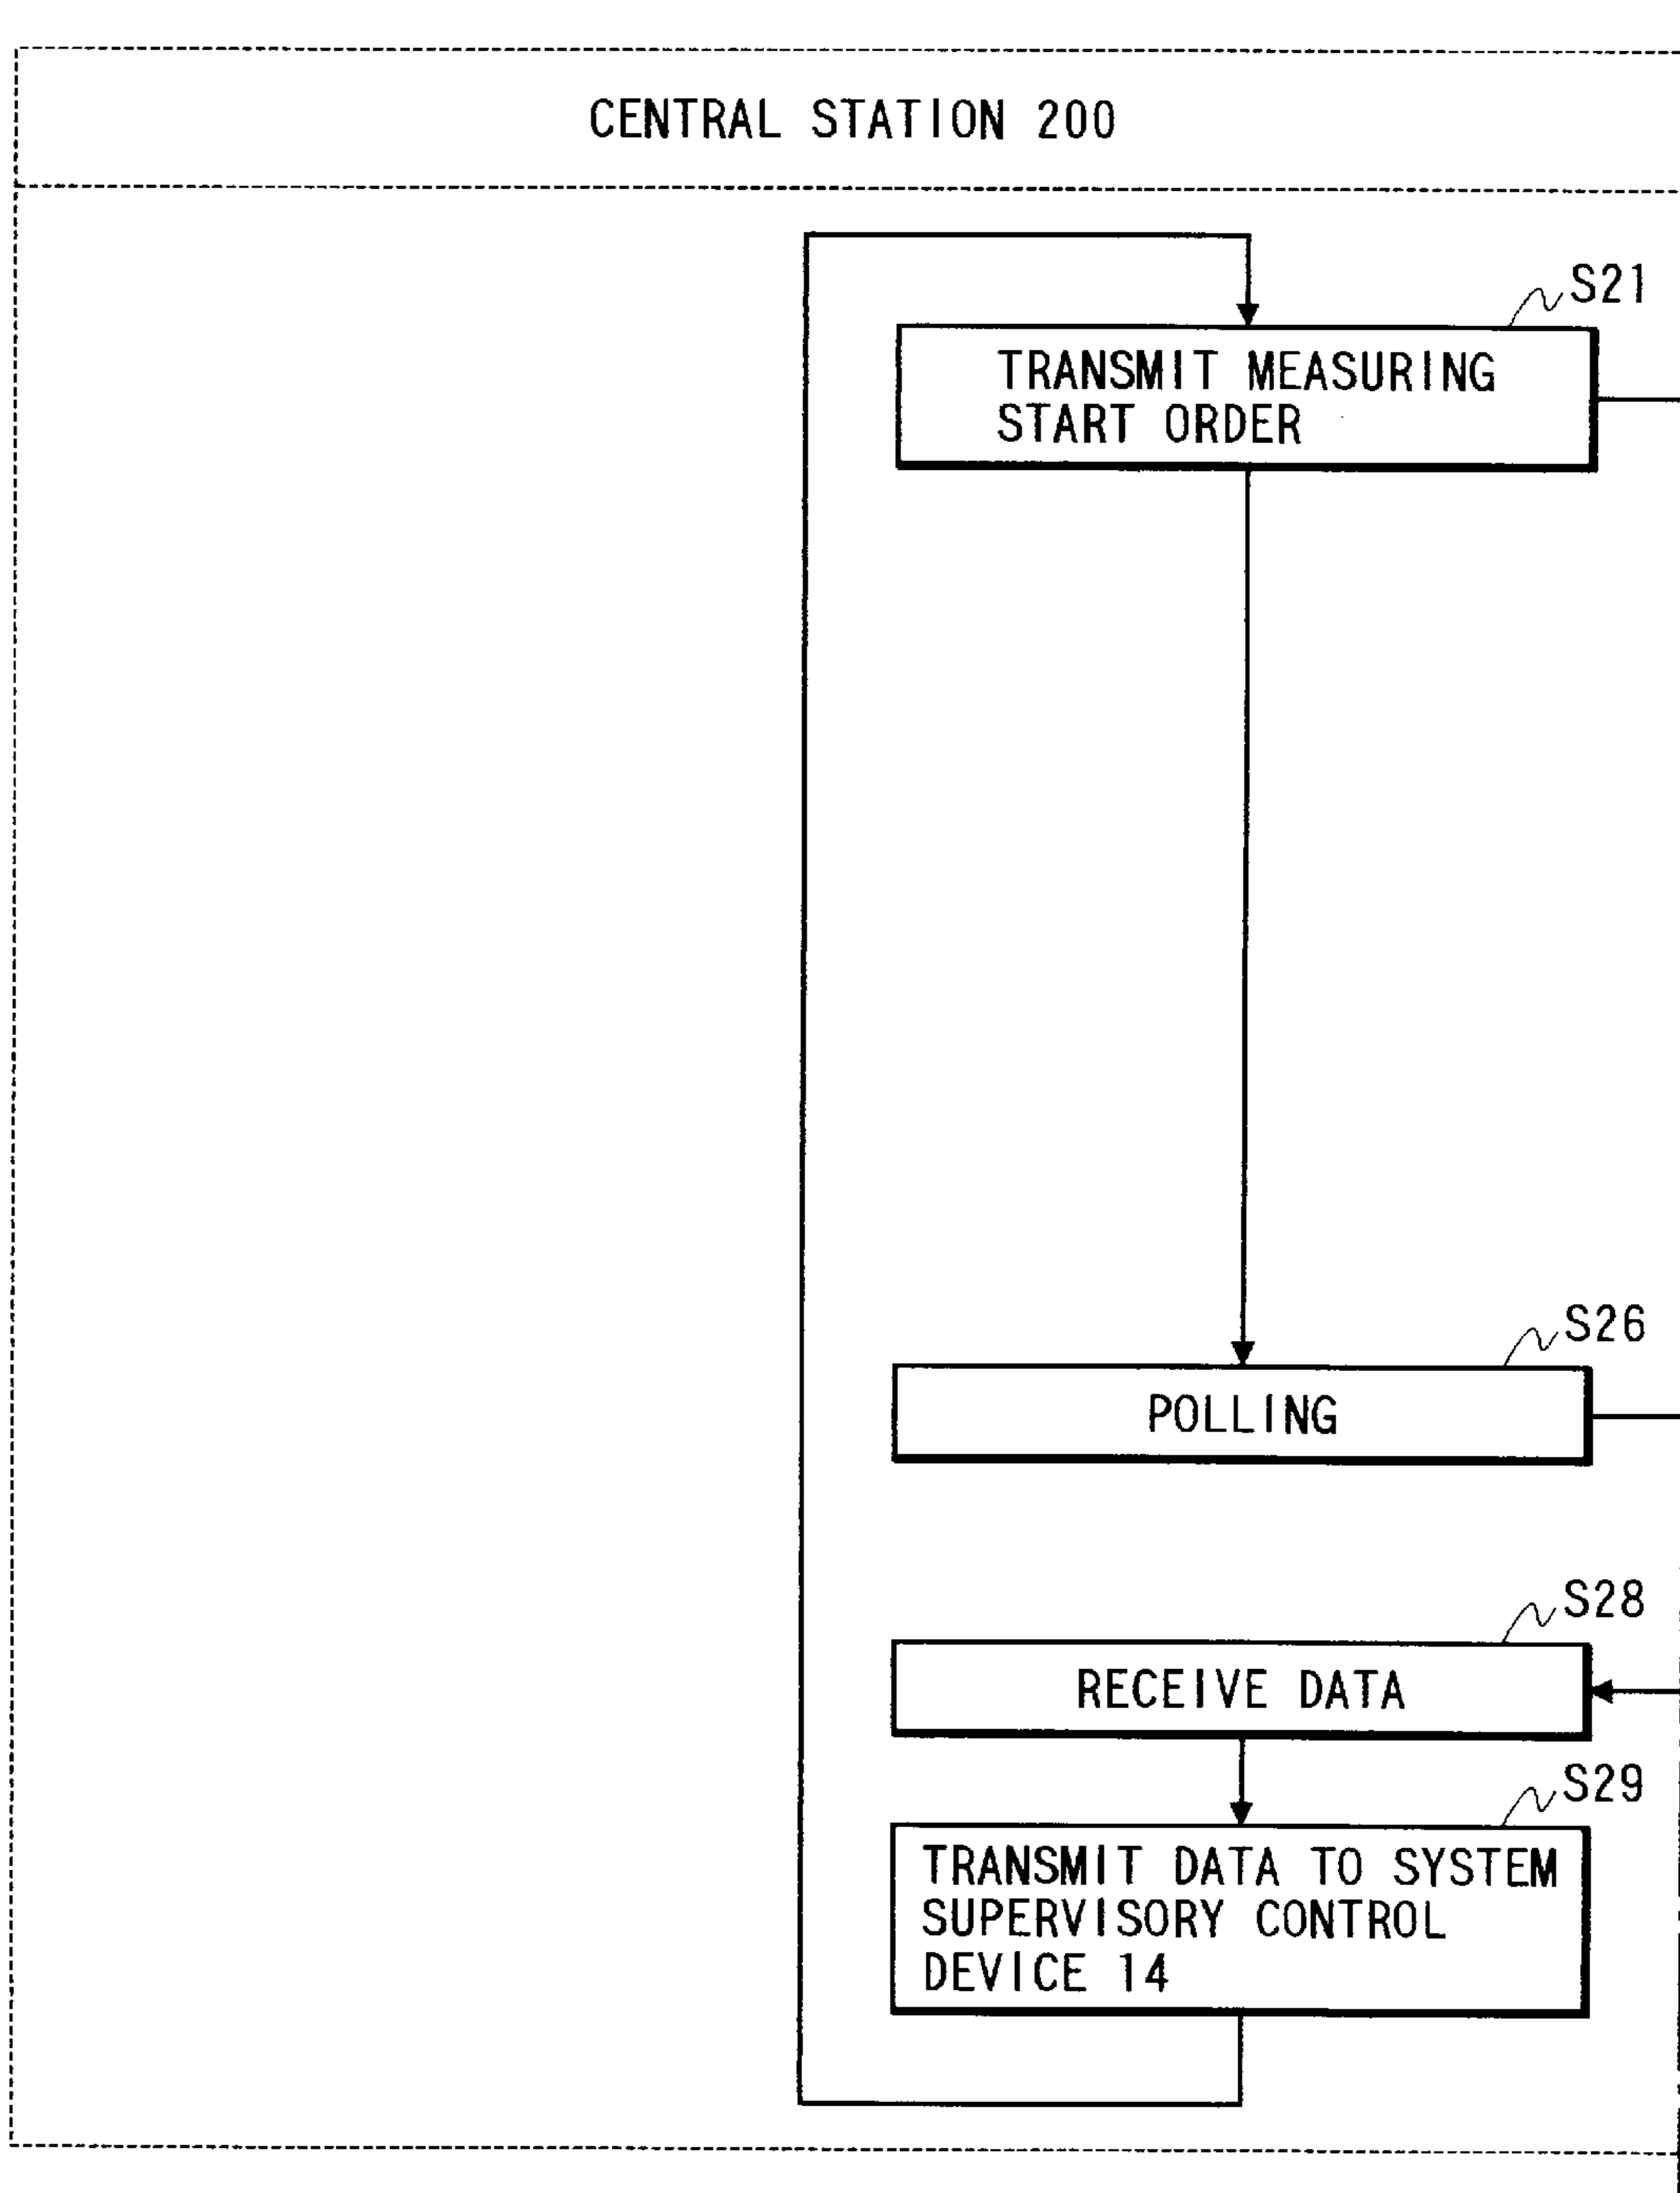 CENTRAL STATION 200
S21
TRANSMIT MEASURING
START ORDER
S26
POLLING
S28
RECEIVE DATA
S29
TRANSMIT DATA TO SYSTEM
SUPERVISORY CONTROL
DEVICE 14